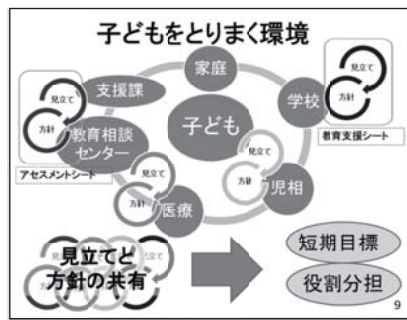 子どもをとりまく環境
家庭
支援課
見立て
方針
学校
見立て
方針
教育支援シート
子ども
教育相談
センター
見立て
方針
アセスメントシート
見立て
方針
医療
児相
見立てと
方針の共有
短期目標
役割分担
9